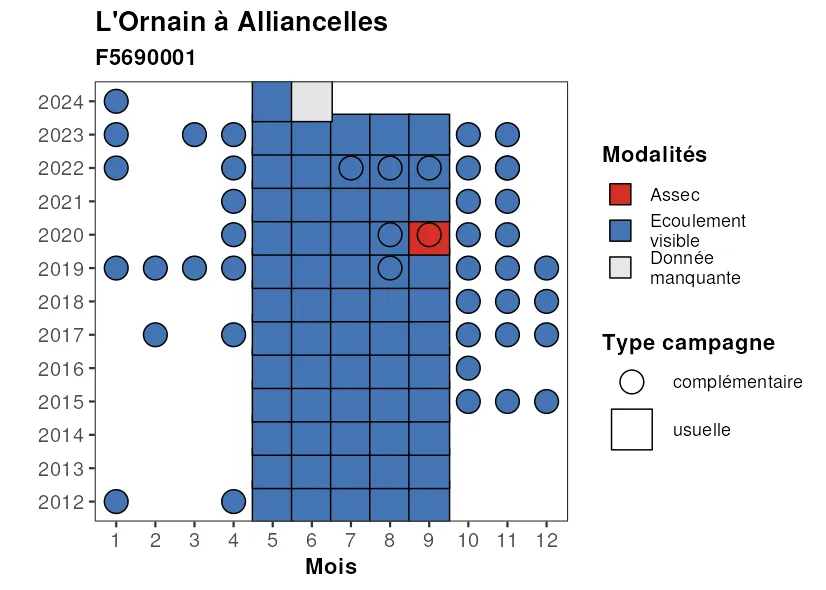 L'Ornain à Alliancelles
F5690001
2024
2023
2022
2021
2020
2019
2018
2017
2016
2015
2014
2013
2012
1 2 3 4 5 6 7 8 9 10 11 12
Mois
Modalités
Assec
Ecoulement
visible
Donnée
manquante
Type campagne
complémentaire
usuelle